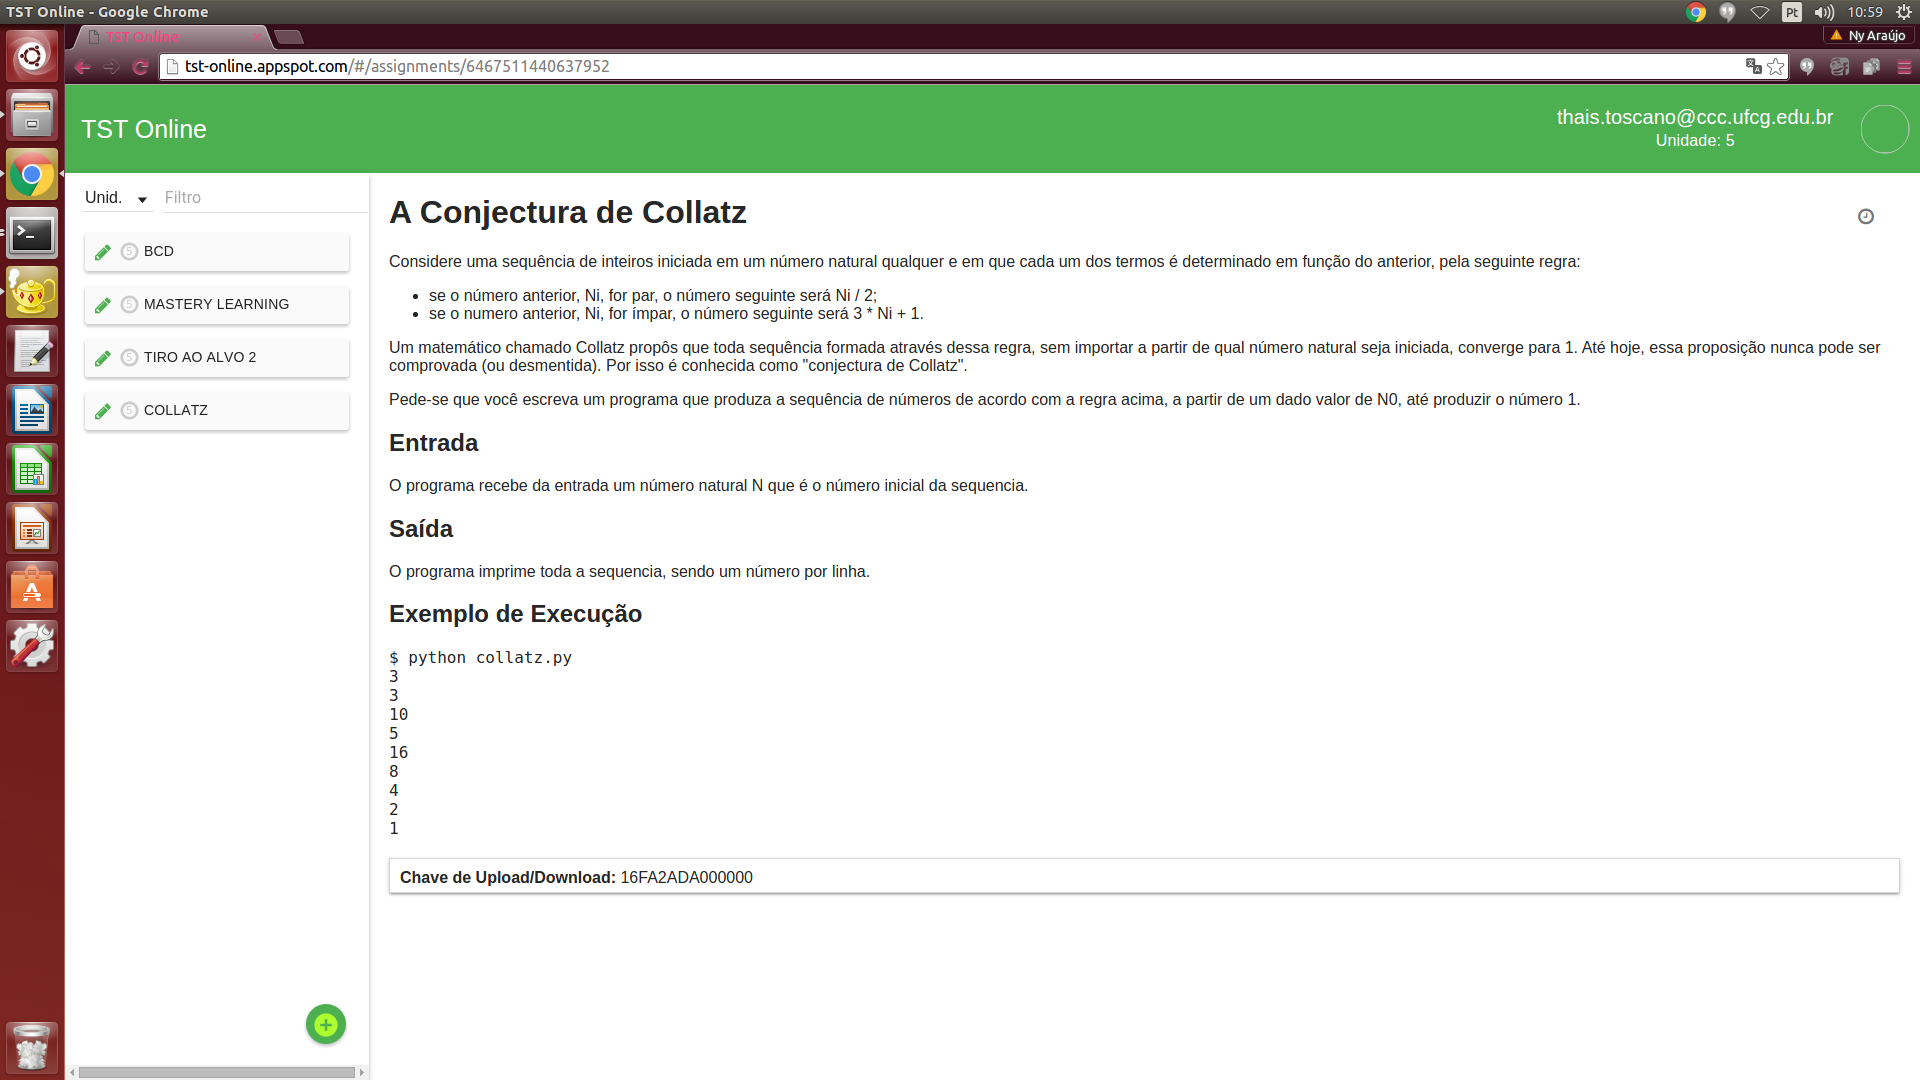 TST Online - Google Chrome
Pt
10:59
TST Online
Ny Araújo
tst-online.appspot.com/#/assignments/6467511440637952
TST Online
thais.toscano@ccc.ufcg.edu.br
Unidade: 5
Unid.
Filtro
5 BCD
5 MASTERY LEARNING
5 TIRO AO ALVO 2
5 COLLATZ
A Conjectura de Collatz
Considere uma sequência de inteiros iniciada em um número natural qualquer e em que cada um dos termos é determinado em função do anterior, pela seguinte regra:
• se o número anterior, Ni, for par, o número seguinte será Ni / 2;
• se o numero anterior, Ni, for ímpar, o número seguinte será 3 * Ni + 1.
Um matemático chamado Collatz propôs que toda sequência formada através dessa regra, sem importar a partir de qual número natural seja iniciada, converge para 1. Até hoje, essa proposição nunca pode ser
comprovada (ou desmentida). Por isso é conhecida como "conjectura de Collatz".
Pede-se que você escreva um programa que produza a sequência de números de acordo com a regra acima, a partir de um dado valor de N0, até produzir o número 1.
Entrada
O programa recebe da entrada um número natural N que é o número inicial da sequencia.
Saída
O programa imprime toda a sequencia, sendo um número por linha.
Exemplo de Execução
$ python collatz.py
3
3
10
5
16
8
4
2
1
Chave de Upload/Download: 16FA2ADA000000